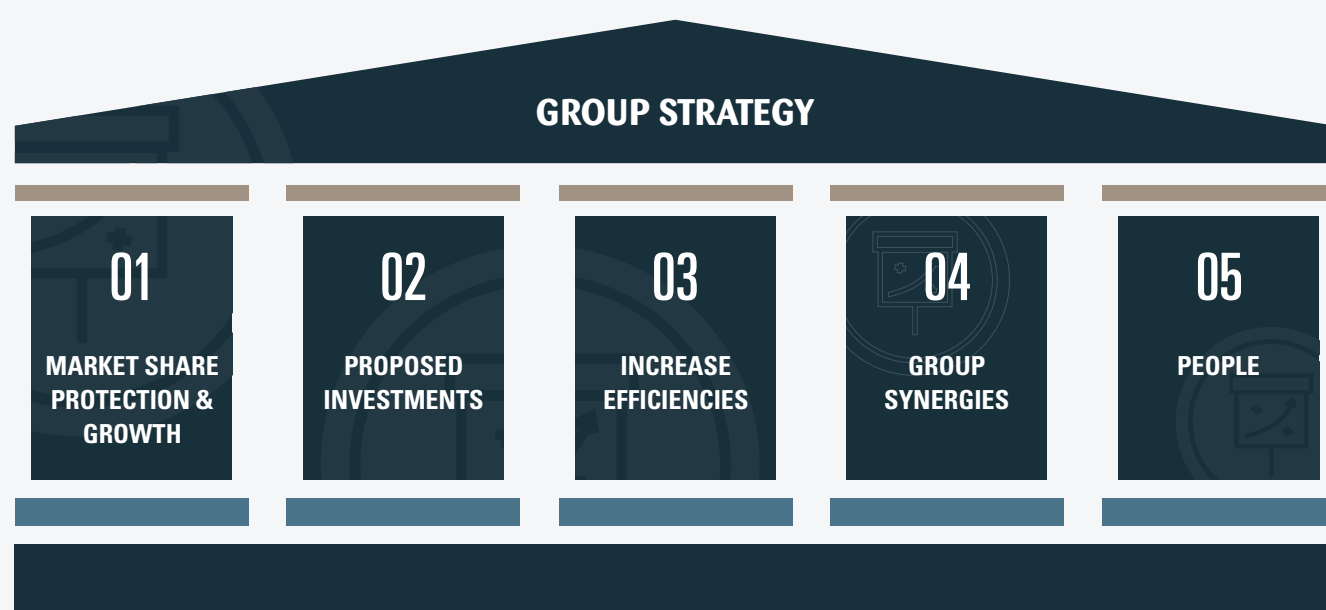 GROUP STRATEGY
01
MARKET SHARE
PROTECTION &
GROWTH
02
PROPOSED
INVESTMENTS
03
INCREASE
EFFICIENCIES
04
GROUP
SYNERGIES
05
PEOPLE